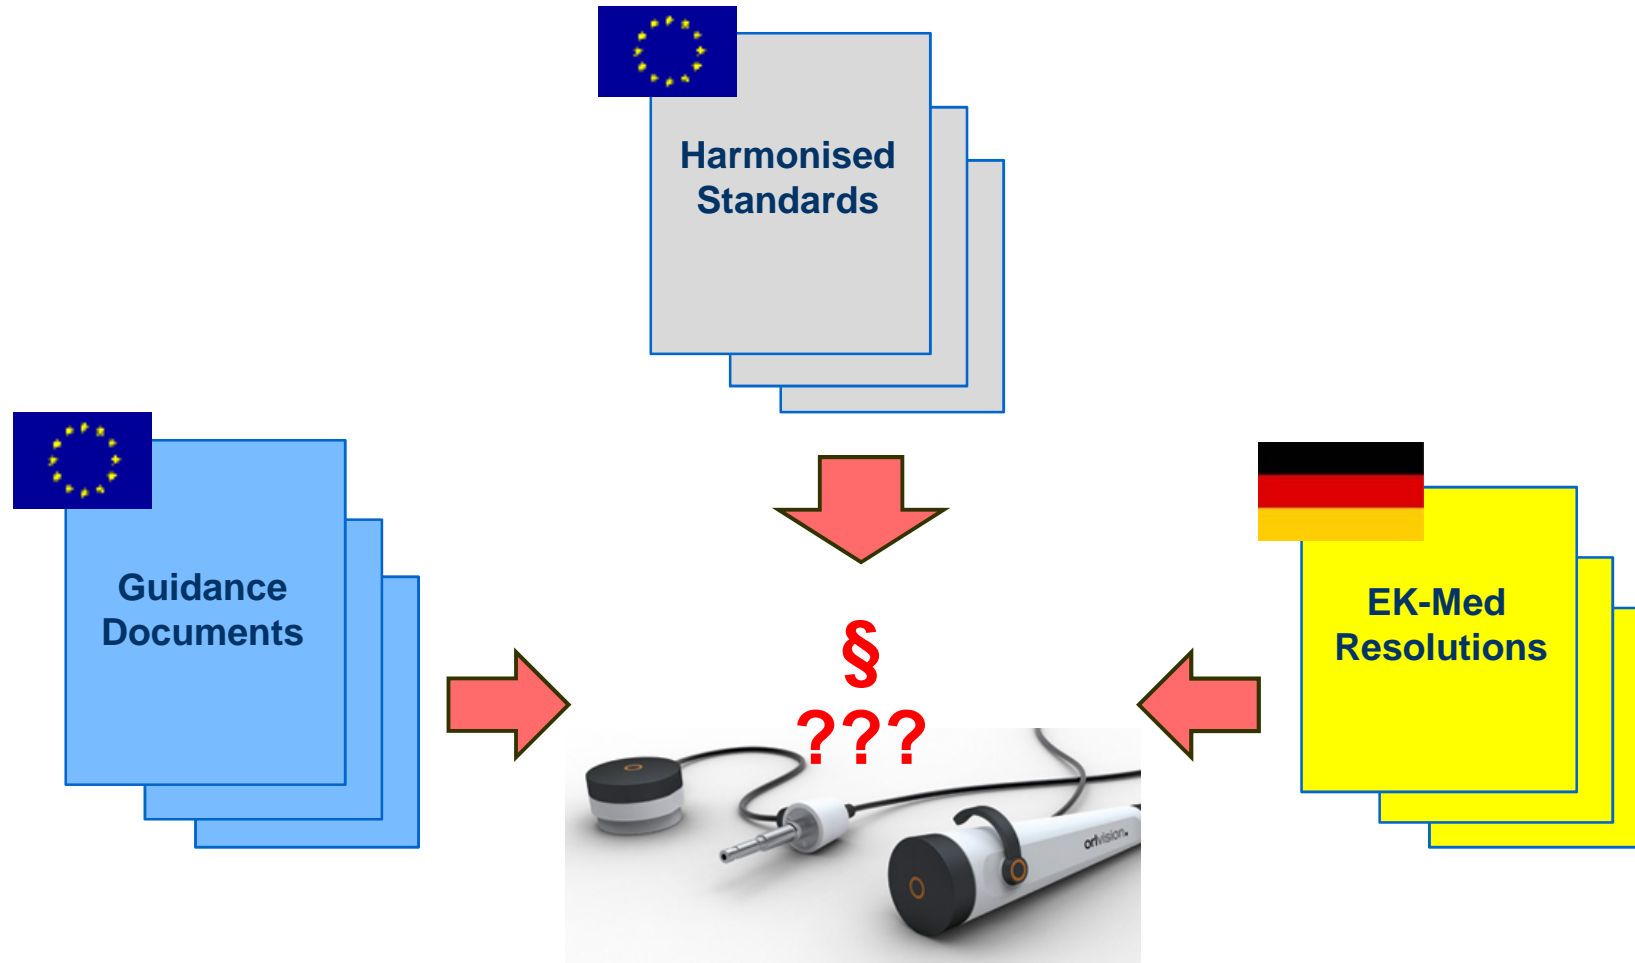 Harmonised
Standards
Guidance
Documents
EK-Med
Resolutions
§
???
orlvision.